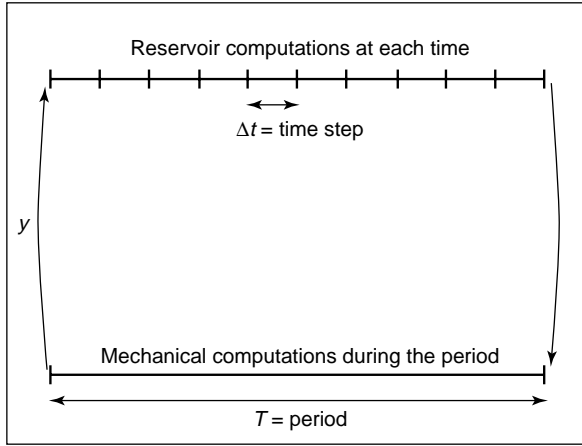 Reservoir computations at each time
Δt = time step
y
Mechanical computations during the period
T = period